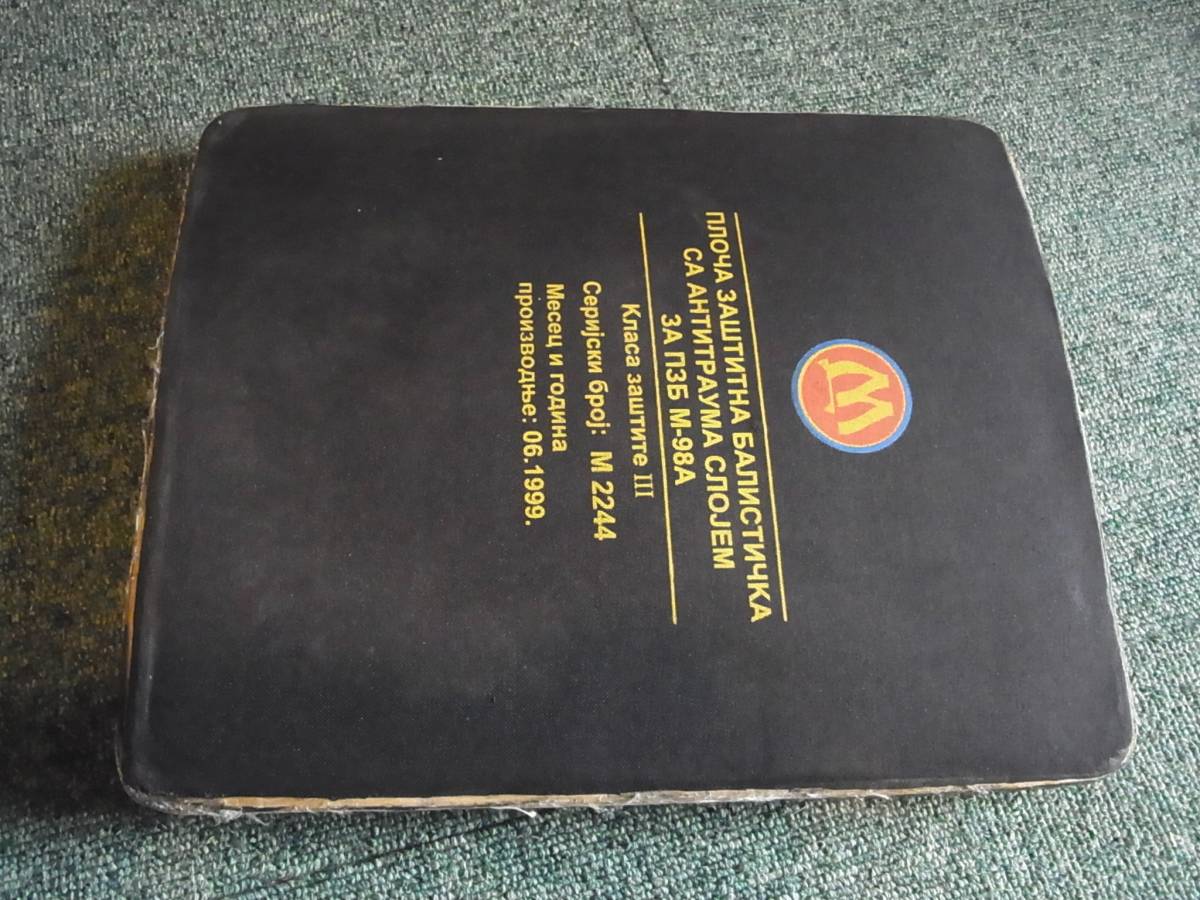 ПЛОЧА ЗАШТИТНА БАЛИСТИЧКА
СА АНТИТРАУМА СЛОЈЕМ
ЗА ПЗБ М-98А
Класа заштите III
Серијски број: М 2244
Месец и година
производње: 06.1999.